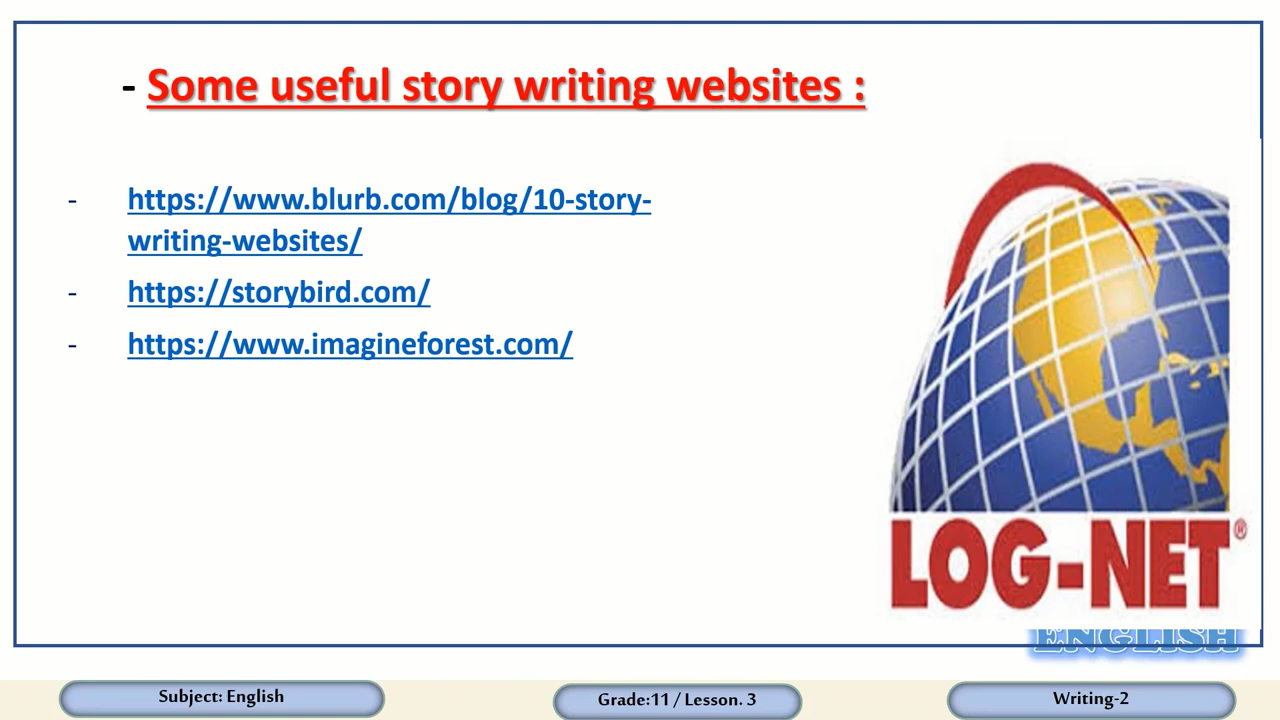 - Some useful story writing websites :
- https://www.blurb.com/blog/10-story-
writing-websites/
- https://storybird.com/
- https://www.imagineforest.com/
LOG-NET®
ENGLISH
Subject: English
Grade:11 / Lesson. 3
Writing-2